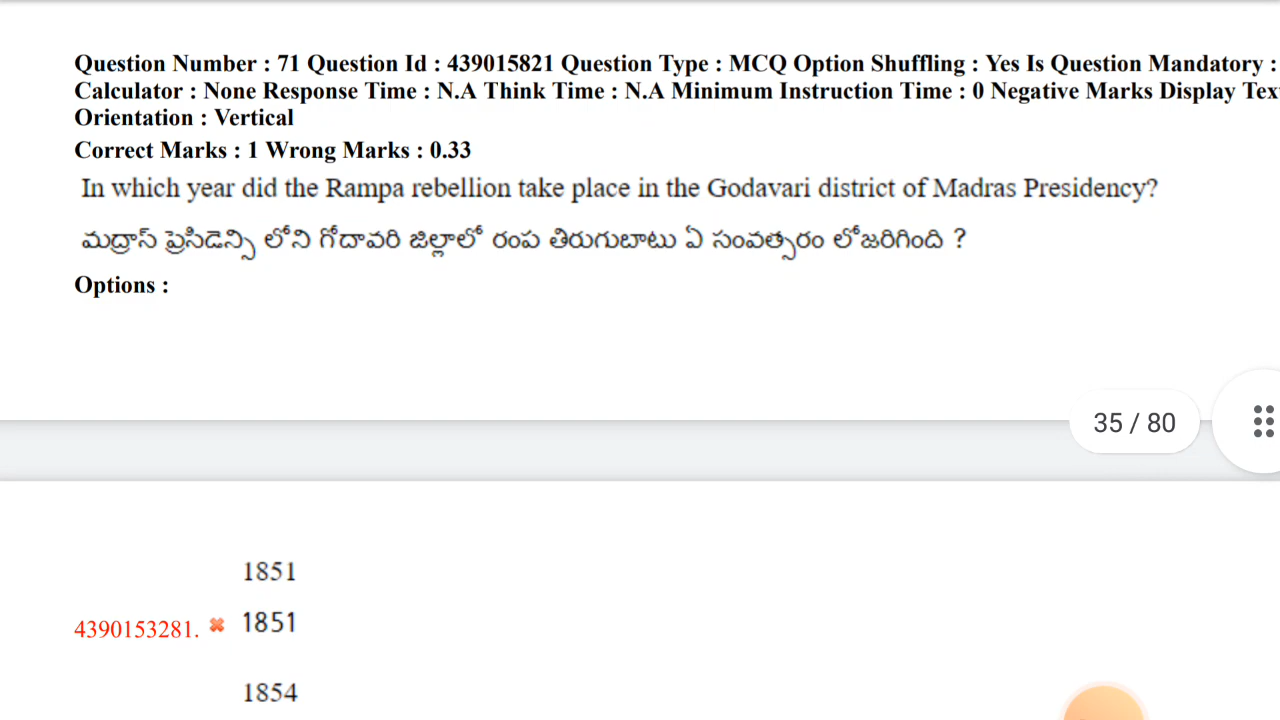 Question Number : 71 Question Id : 439015821 Question Type : MCQ Option Shuffling : Yes Is Question Mandatory :
Calculator : None Response Time : N.A Think Time : N.A Minimum Instruction Time : 0 Negative Marks Display Tex
Orientation : Vertical
Correct Marks : 1 Wrong Marks : 0.33
In which year did the Rampa rebellion take place in the Godavari district of Madras Presidency?
మద్రాస్ ప్రెసిడెన్సి లోని గోదావరి జిల్లాలో రంప తిరుగుబాటు ఏ సంవత్సరం లోజరిగింది ?
Options :
35 / 80
1851
4390153281. 1851
1854